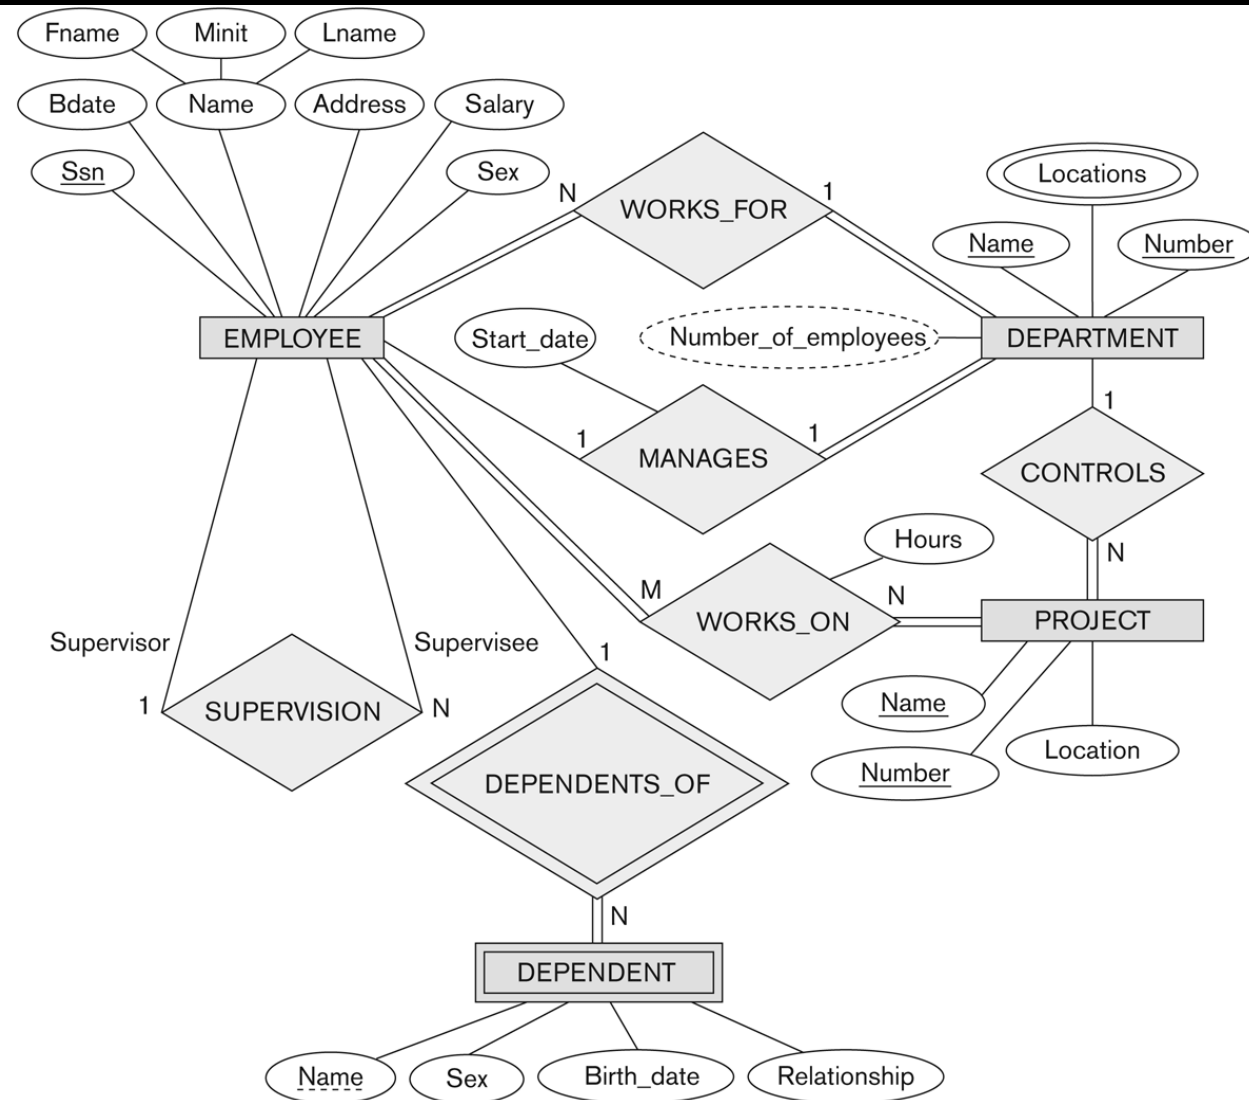 Fname
Minit
Lname
Bdate
Name
Address
Salary
Ssn
Sex
N
WORKS_FOR
1
Locations
Name
Number
EMPLOYEE
Start_date
Number_of_employees
DEPARTMENT
1
MANAGES
1
1
CONTROLS
N
Hours
M
WORKS_ON
N
PROJECT
Supervisor
Supervisee
1
SUPERVISION
N
1
Name
Number
Location
DEPENDENTS_OF
N
DEPENDENT
Name
Sex
Birth_date
Relationship